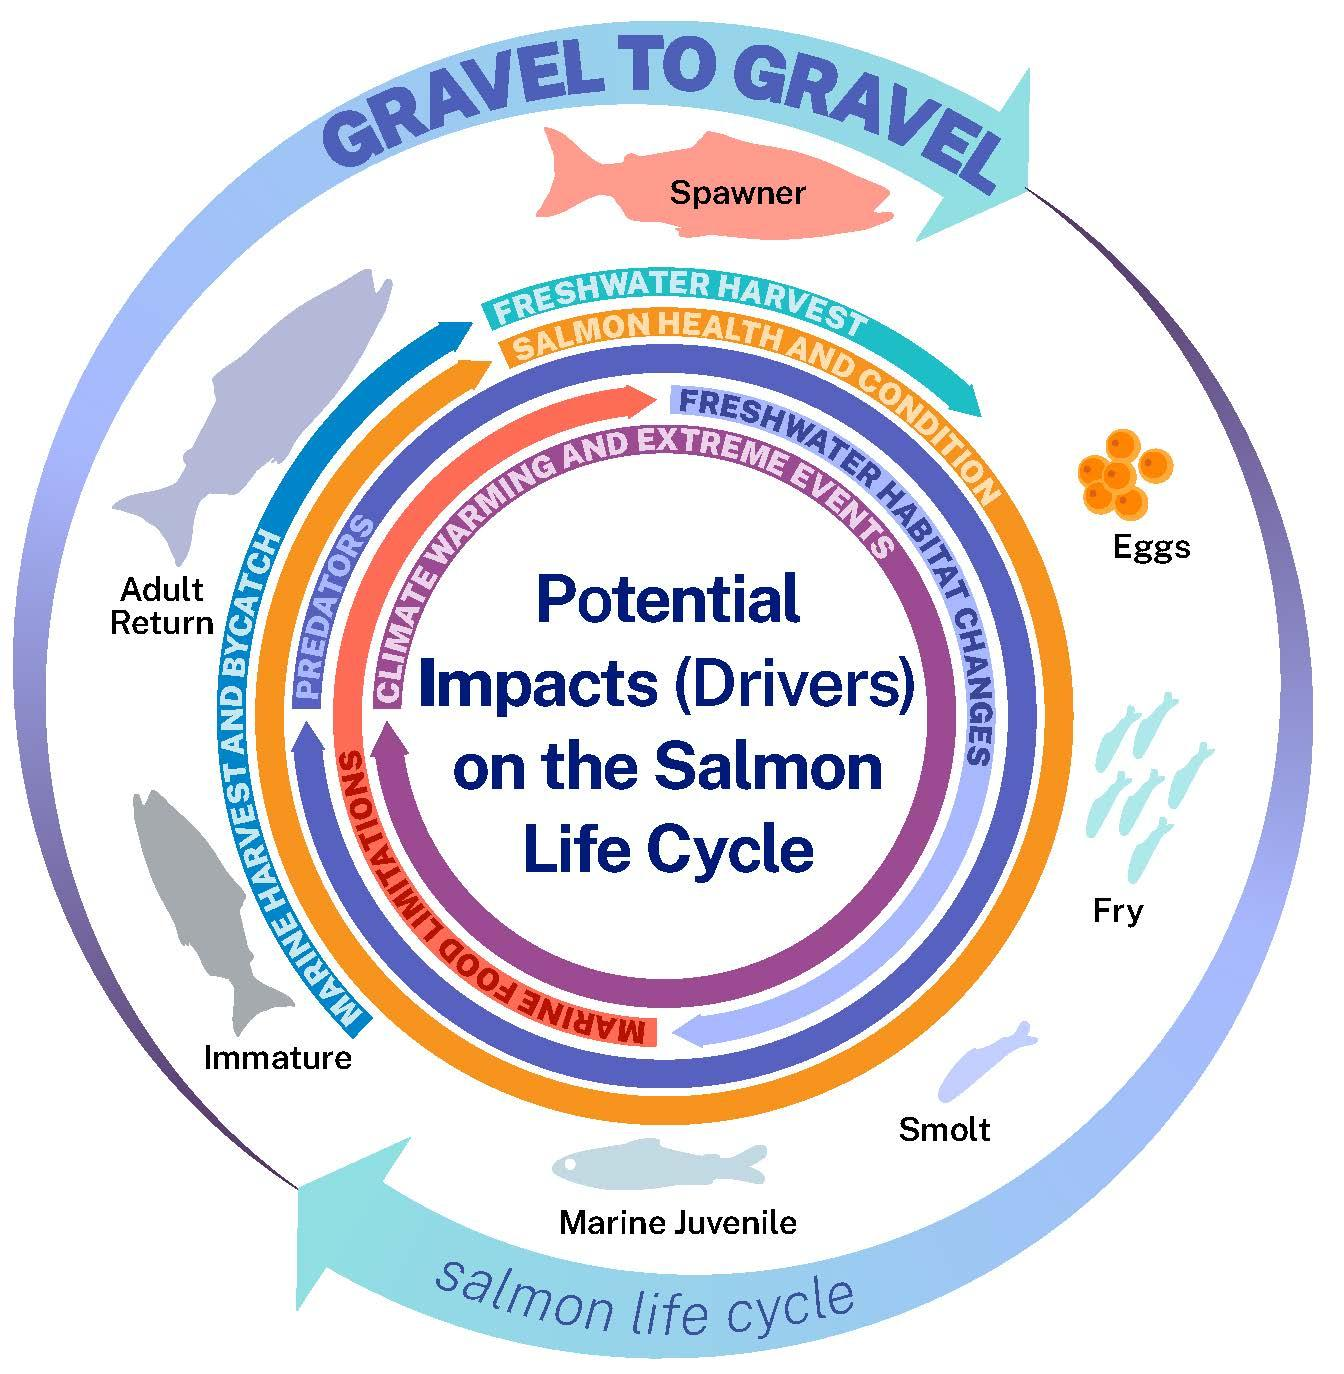 GRAVEL TO GRAVEL
Spawner
FRESHWATER HARVEST
SALMON HEALTH AND CONDITION
FRESHWATER HABITAT CHANGES
CLIMATE WARMING AND EXTREME EVENTS
PREDATORS
MARINE HARVEST AND BYCATCH
MARINE FOOD LIMITATIONS
Potential
Impacts (Drivers)
on the Salmon
Life Cycle
Eggs
Fry
Smolt
Marine Juvenile
Immature
Adult
Return
salmon life cycle